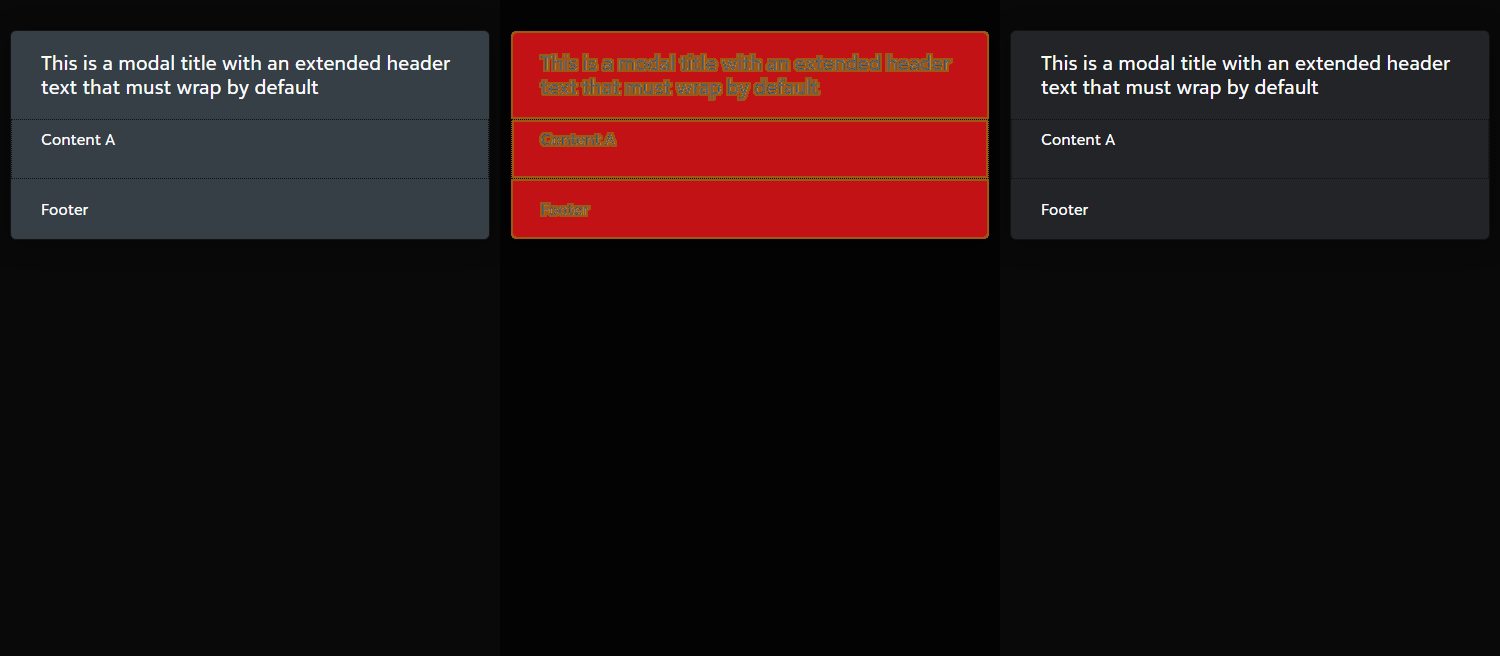 This is a modal title with an extended header
text that must wrap by default
Content A
Footer
This is a modal title with an extended header
text that must wrap by default
Content A
Footer
This is a modal title with an extended header
text that must wrap by default
Content A
Footer